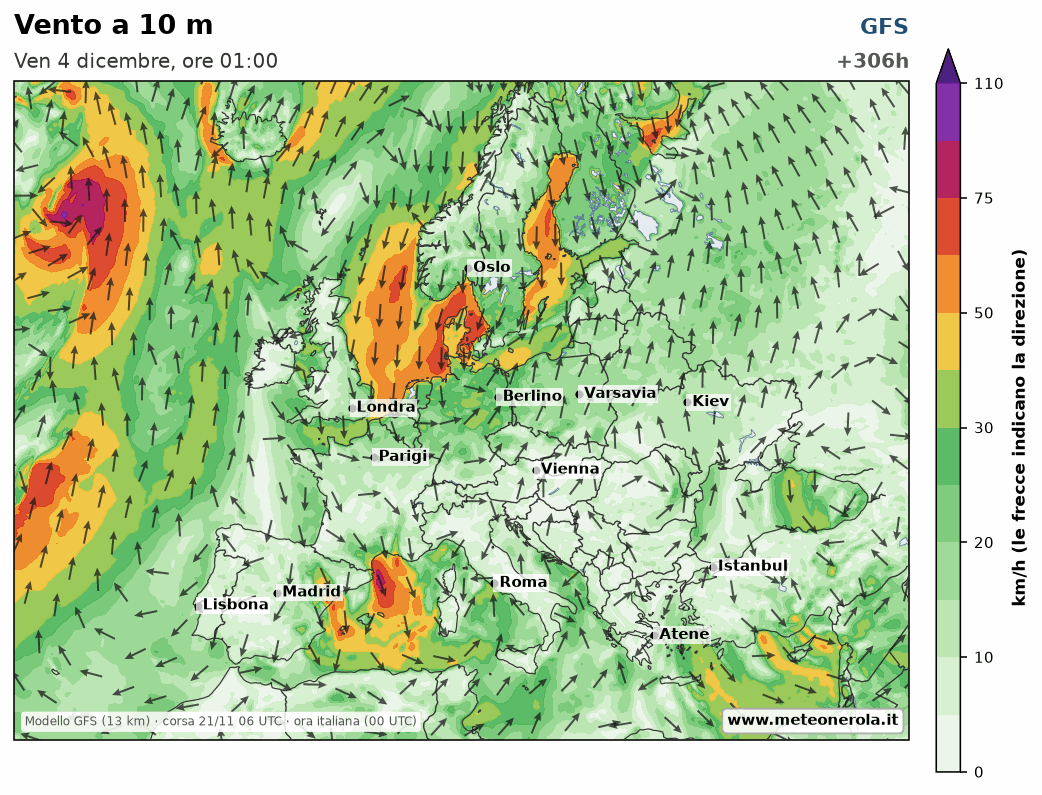 Vento a 10 m
GFS
Ven 4 dicembre, ore 01:00
+306h
110
75
50
30
20
10
0
km/h (le frecce indicano la direzione)
Oslo
Londra
Berlino
Varsavia
Kiev
Parigi
Vienna
Lisbona
Madrid
Roma
Istanbul
Atene
Modello GFS (13 km) · corsa 21/11 06 UTC · ora italiana (00 UTC)
www.meteonerola.it